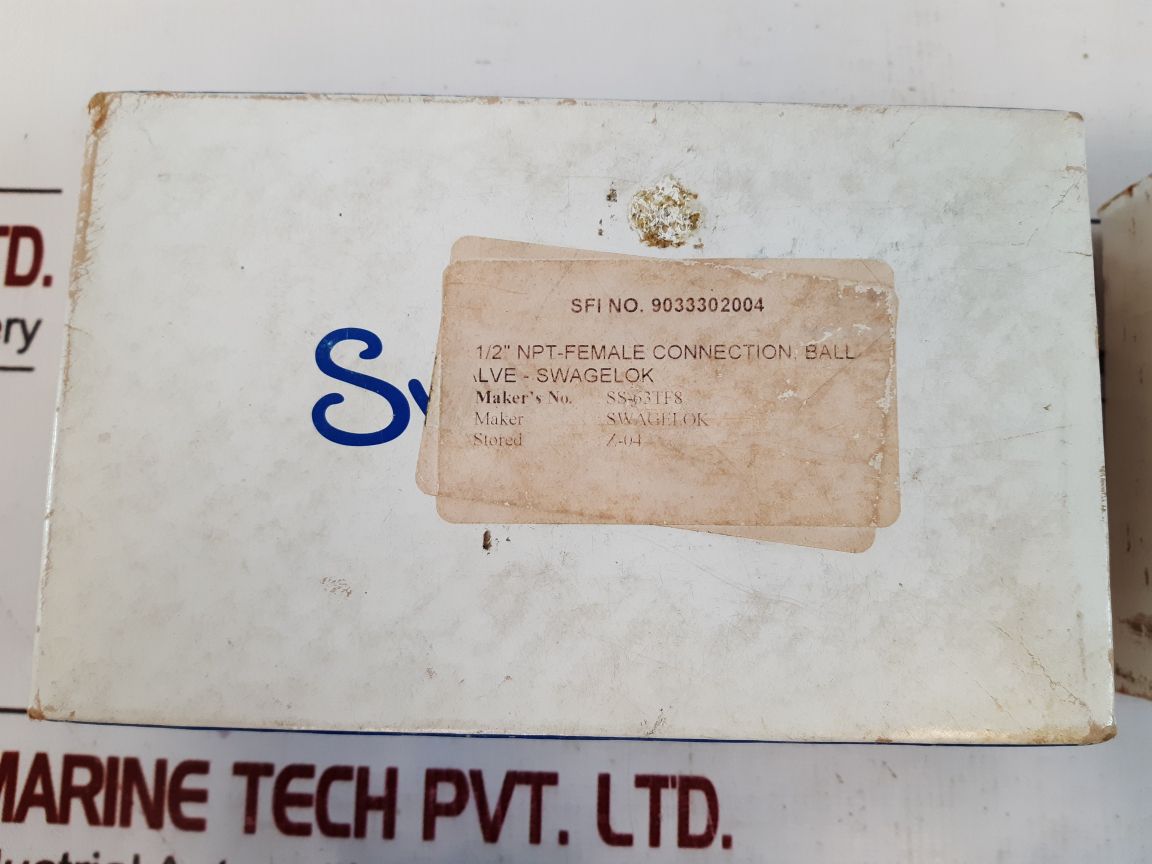 TD.
ery
SFI NO. 9033302004
1/2" NPT-FEMALE CONNECTION, BALL
ALVE - SWAGELOK
Maker's No. SS-63TF8
Maker SWAGELOK
Stored Z-04
Sw
MARINE TECH PVT. LTD.